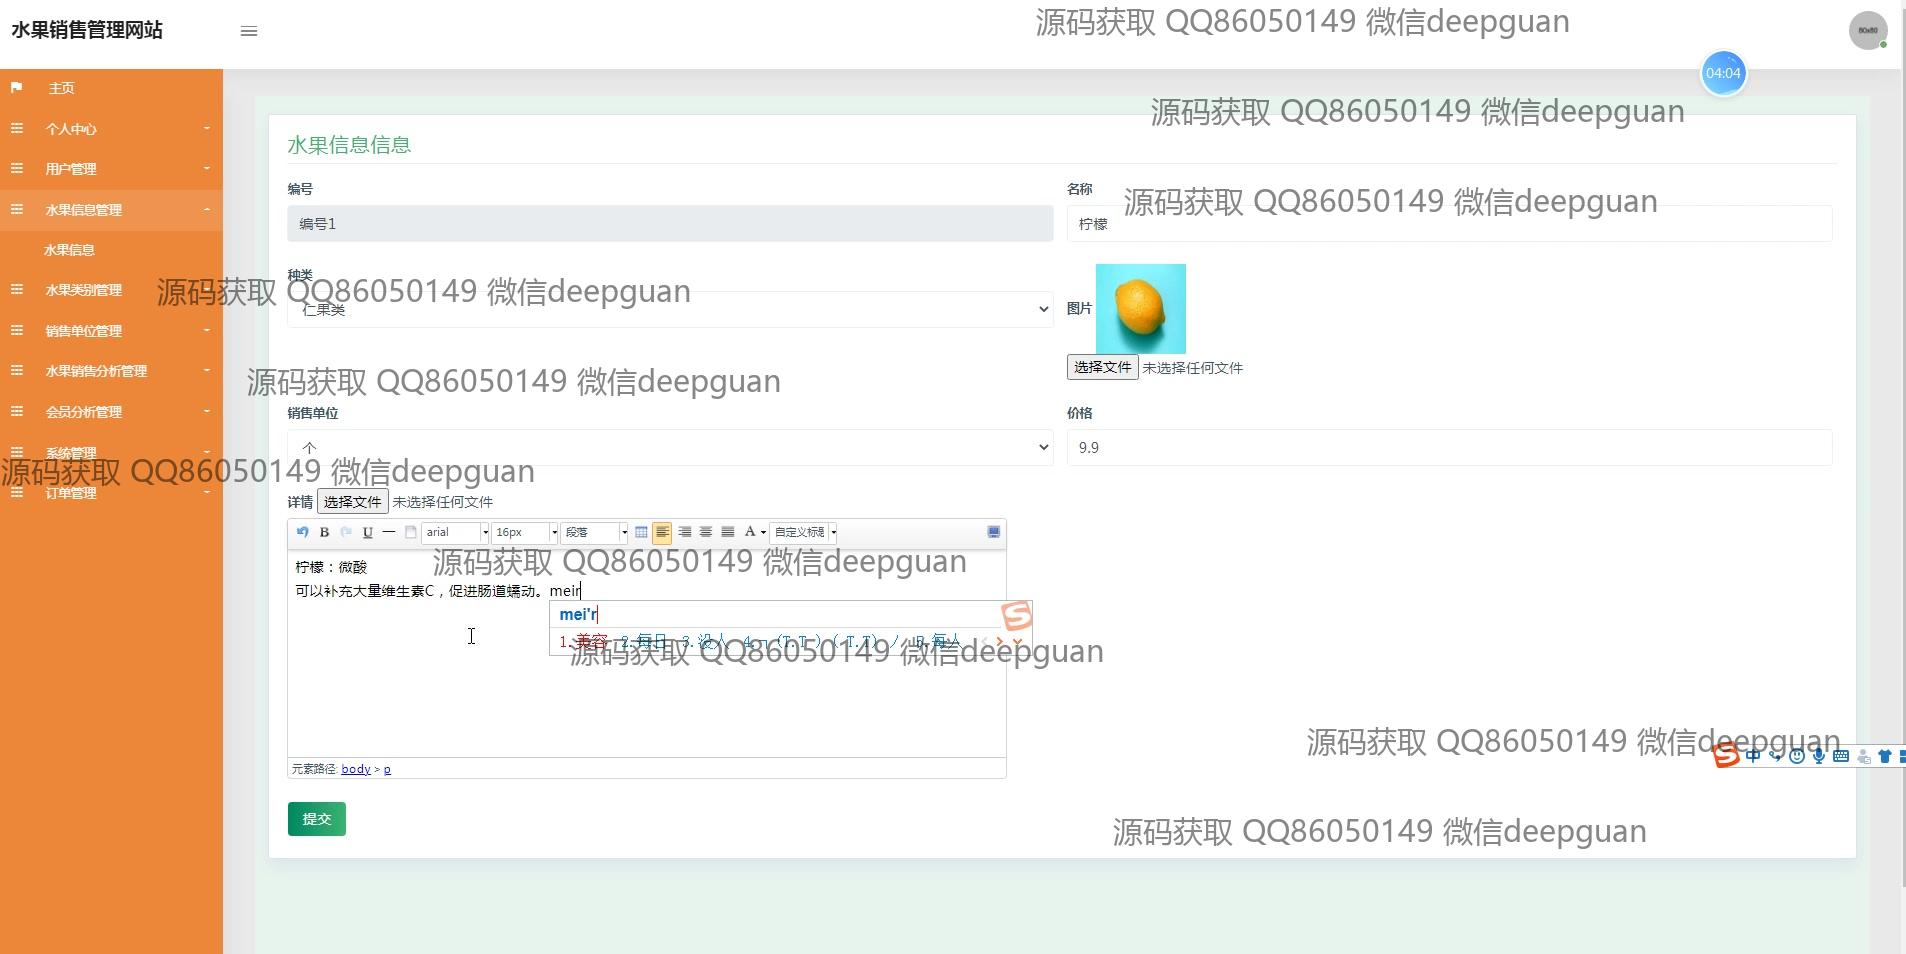 水果销售管理网站
源码获取 QQ86050149 微信deepguan
80x80
04:04
主页
源码获取 QQ86050149 微信deepguan
个人中心
水果信息信息
用户管理
编号
名称
源码获取 QQ86050149 微信deepguan
水果信息管理
编号1
柠檬
水果信息
种类
水果类别管理
源码获取 QQ86050149 微信deepguan
仁果类
图片
销售单位管理
选择文件 未选择任何文件
水果销售分析管理
源码获取 QQ86050149 微信deepguan
会员分析管理
销售单位
价格
系统管理
个
9.9
源码获取 QQ86050149 微信deepguan
订单管理
详情 选择文件 未选择任何文件
B U arial 16px 段落 A 自定义标题
柠檬：微酸
源码获取 QQ86050149 微信deepguan
可以补充大量维生素C，促进肠道蠕动。meir
mei'r
1.美容 2.每日 3.没人 4.┑(T.T)(T.T)ノ 5.每人
源码获取 QQ86050149 微信deepguan
源码获取 QQ86050149 微信deepguan
中
元素路径: body > p
提交
源码获取 QQ86050149 微信deepguan